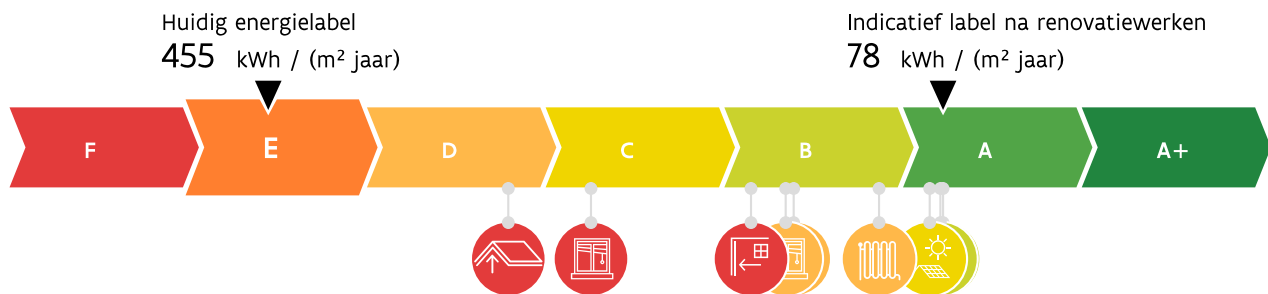 Huidig energielabel
455 kWh / (m² jaar)
Indicatief label na renovatiewerken
78 kWh / (m² jaar)
F E D C B A A+